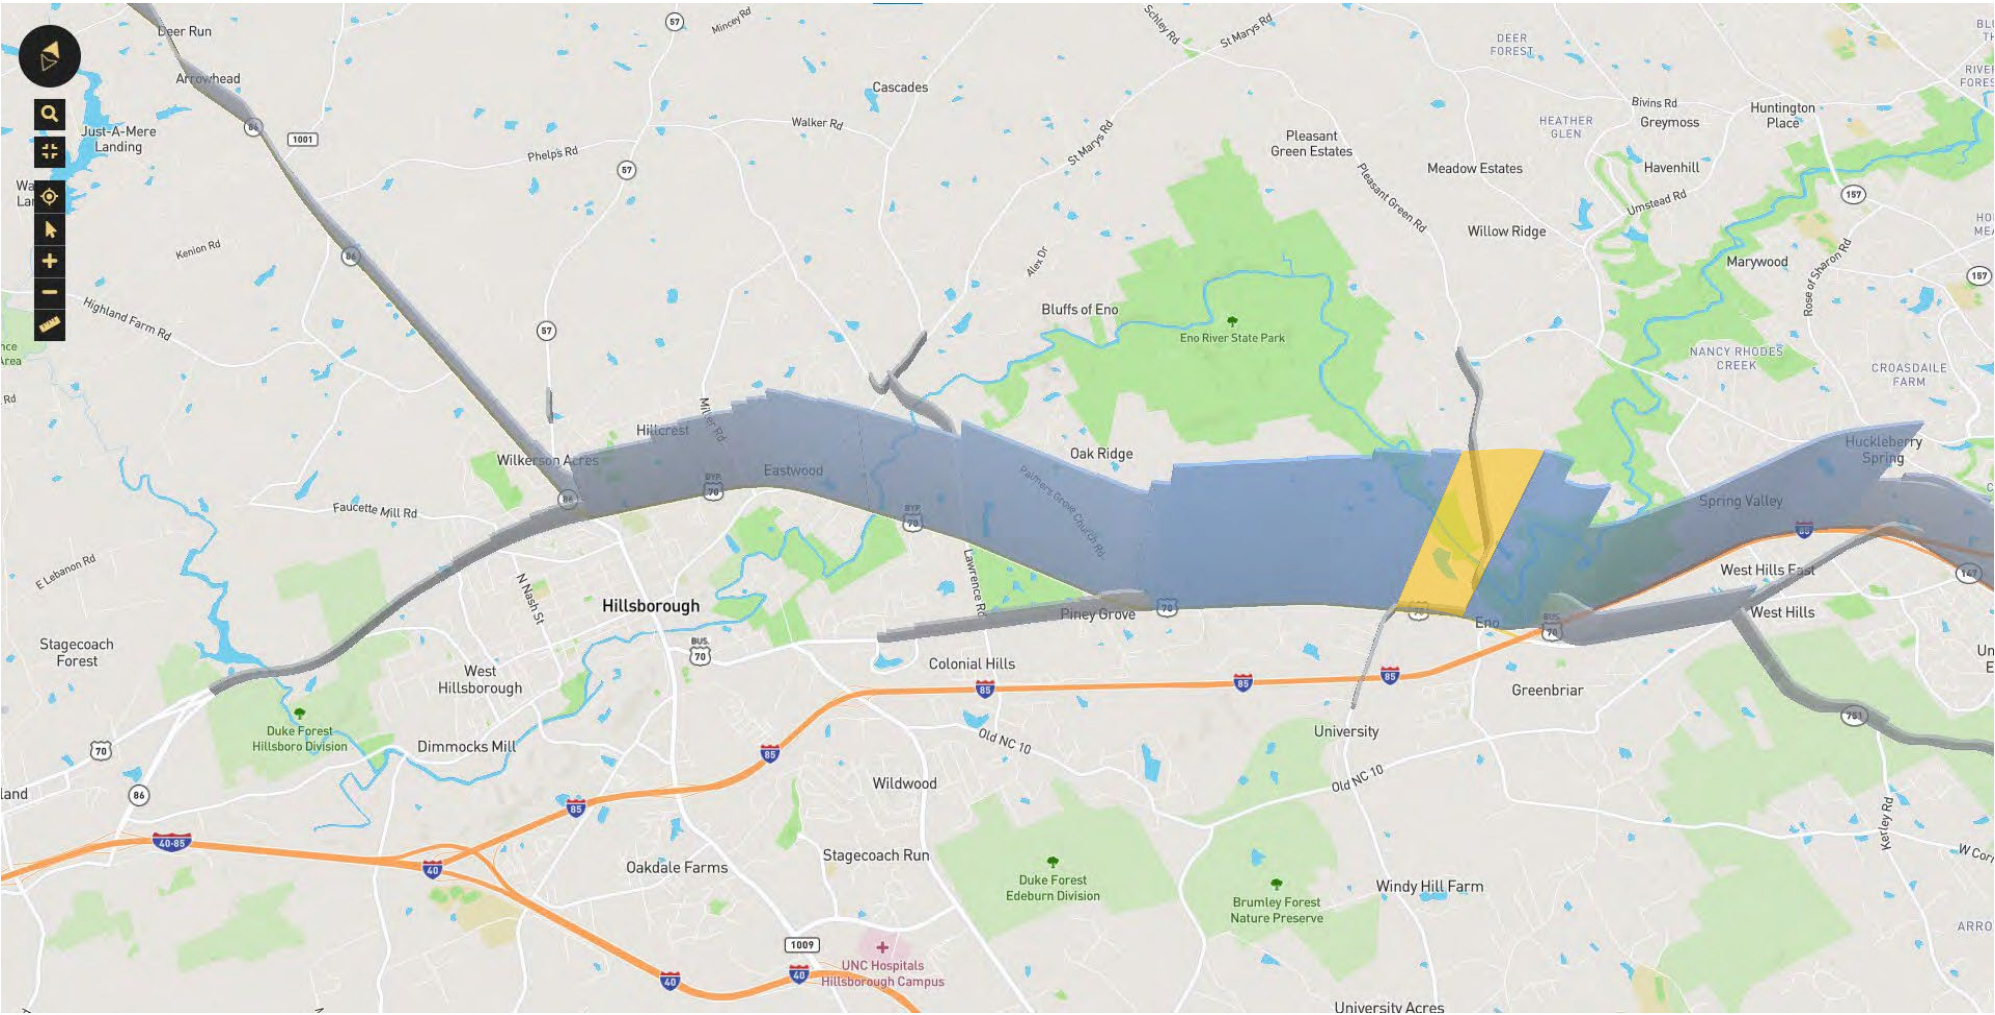 Deer Run
57
Mincey Rd
Schley Rd
St Marys Rd
DEER
FOREST
Arrowhead
Cascades
Bivins Rd
Huntington
Place
HEATHER
GLEN
Greymoss
86
1001
Just-A-Mere
Landing
Walker Rd
St Marys Rd
Pleasant
Green Estates
Phelps Rd
57
Meadow Estates
Havenhill
Pleasant Green Rd
Umstead Rd
157
Willow Ridge
Kenion Rd
86
Alex Dr
Marywood
Rose of Sharon Rd
157
Highland Farm Rd
57
Bluffs of Eno
Eno River State Park
NANCY RHODES
CREEK
CROASDAILE
FARM
Rd
Miller Rd
Hillcrest
Wilkerson Acres
Eastwood
Oak Ridge
Huckleberry
Spring
86
BYP.
70
Palmers Grove Church Rd
Spring Valley
Faucette Mill Rd
BYP.
70
85
E Lebanon Rd
N Nash St
Lawrence Rd
West Hills East
147
Hillsborough
Piney Grove
70
70
Eno
BUS.
70
West Hills
Stagecoach
Forest
BUS.
70
West
Hillsborough
Colonial Hills
85
85
85
Greenbriar
Duke Forest
Hillsboro Division
Dimmocks Mill
University
751
70
Old NC 10
85
Wildwood
Old NC 10
86
85
Kerley Rd
40-85
40
Oakdale Farms
Stagecoach Run
Duke Forest
Edeburn Division
Brumley Forest
Nature Preserve
Windy Hill Farm
1009
UNC Hospitals
Hillsborough Campus
40
40
University Acres